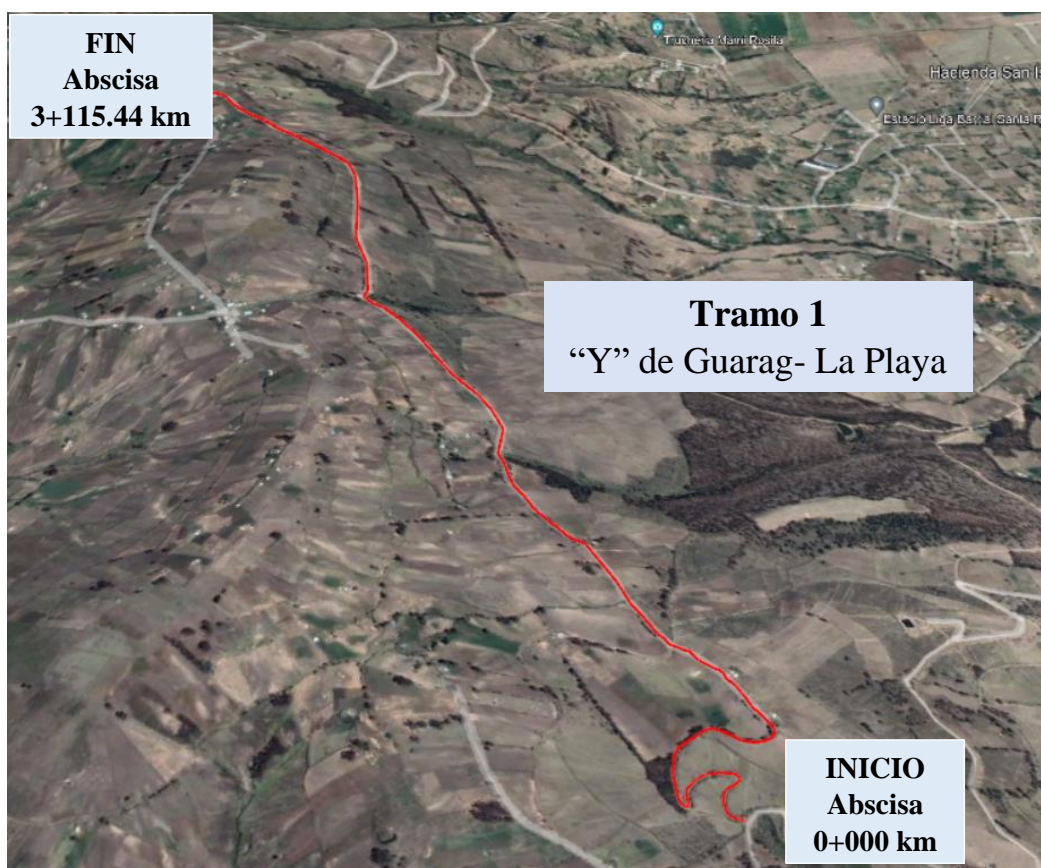 FIN
Abscisa
3+115.44 km
Hacienda San
Tramo 1
“Y” de Guarag- La Playa
INICIO
Abscisa
0+000 km